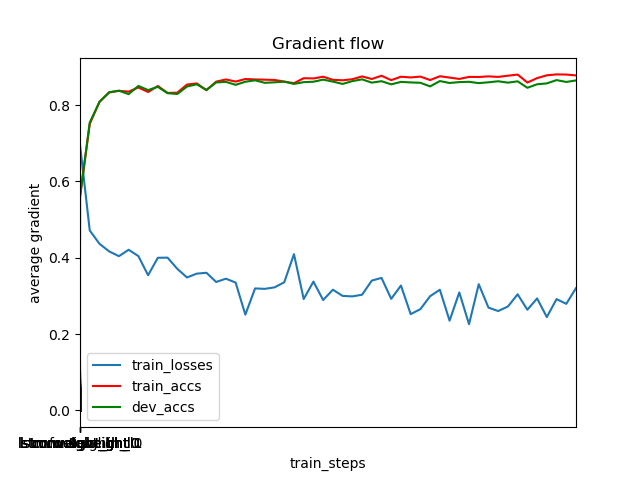 Gradient flow
average gradient
0.8
0.6
0.4
0.2
0.0
train_losses
train_accs
dev_accs
train_steps